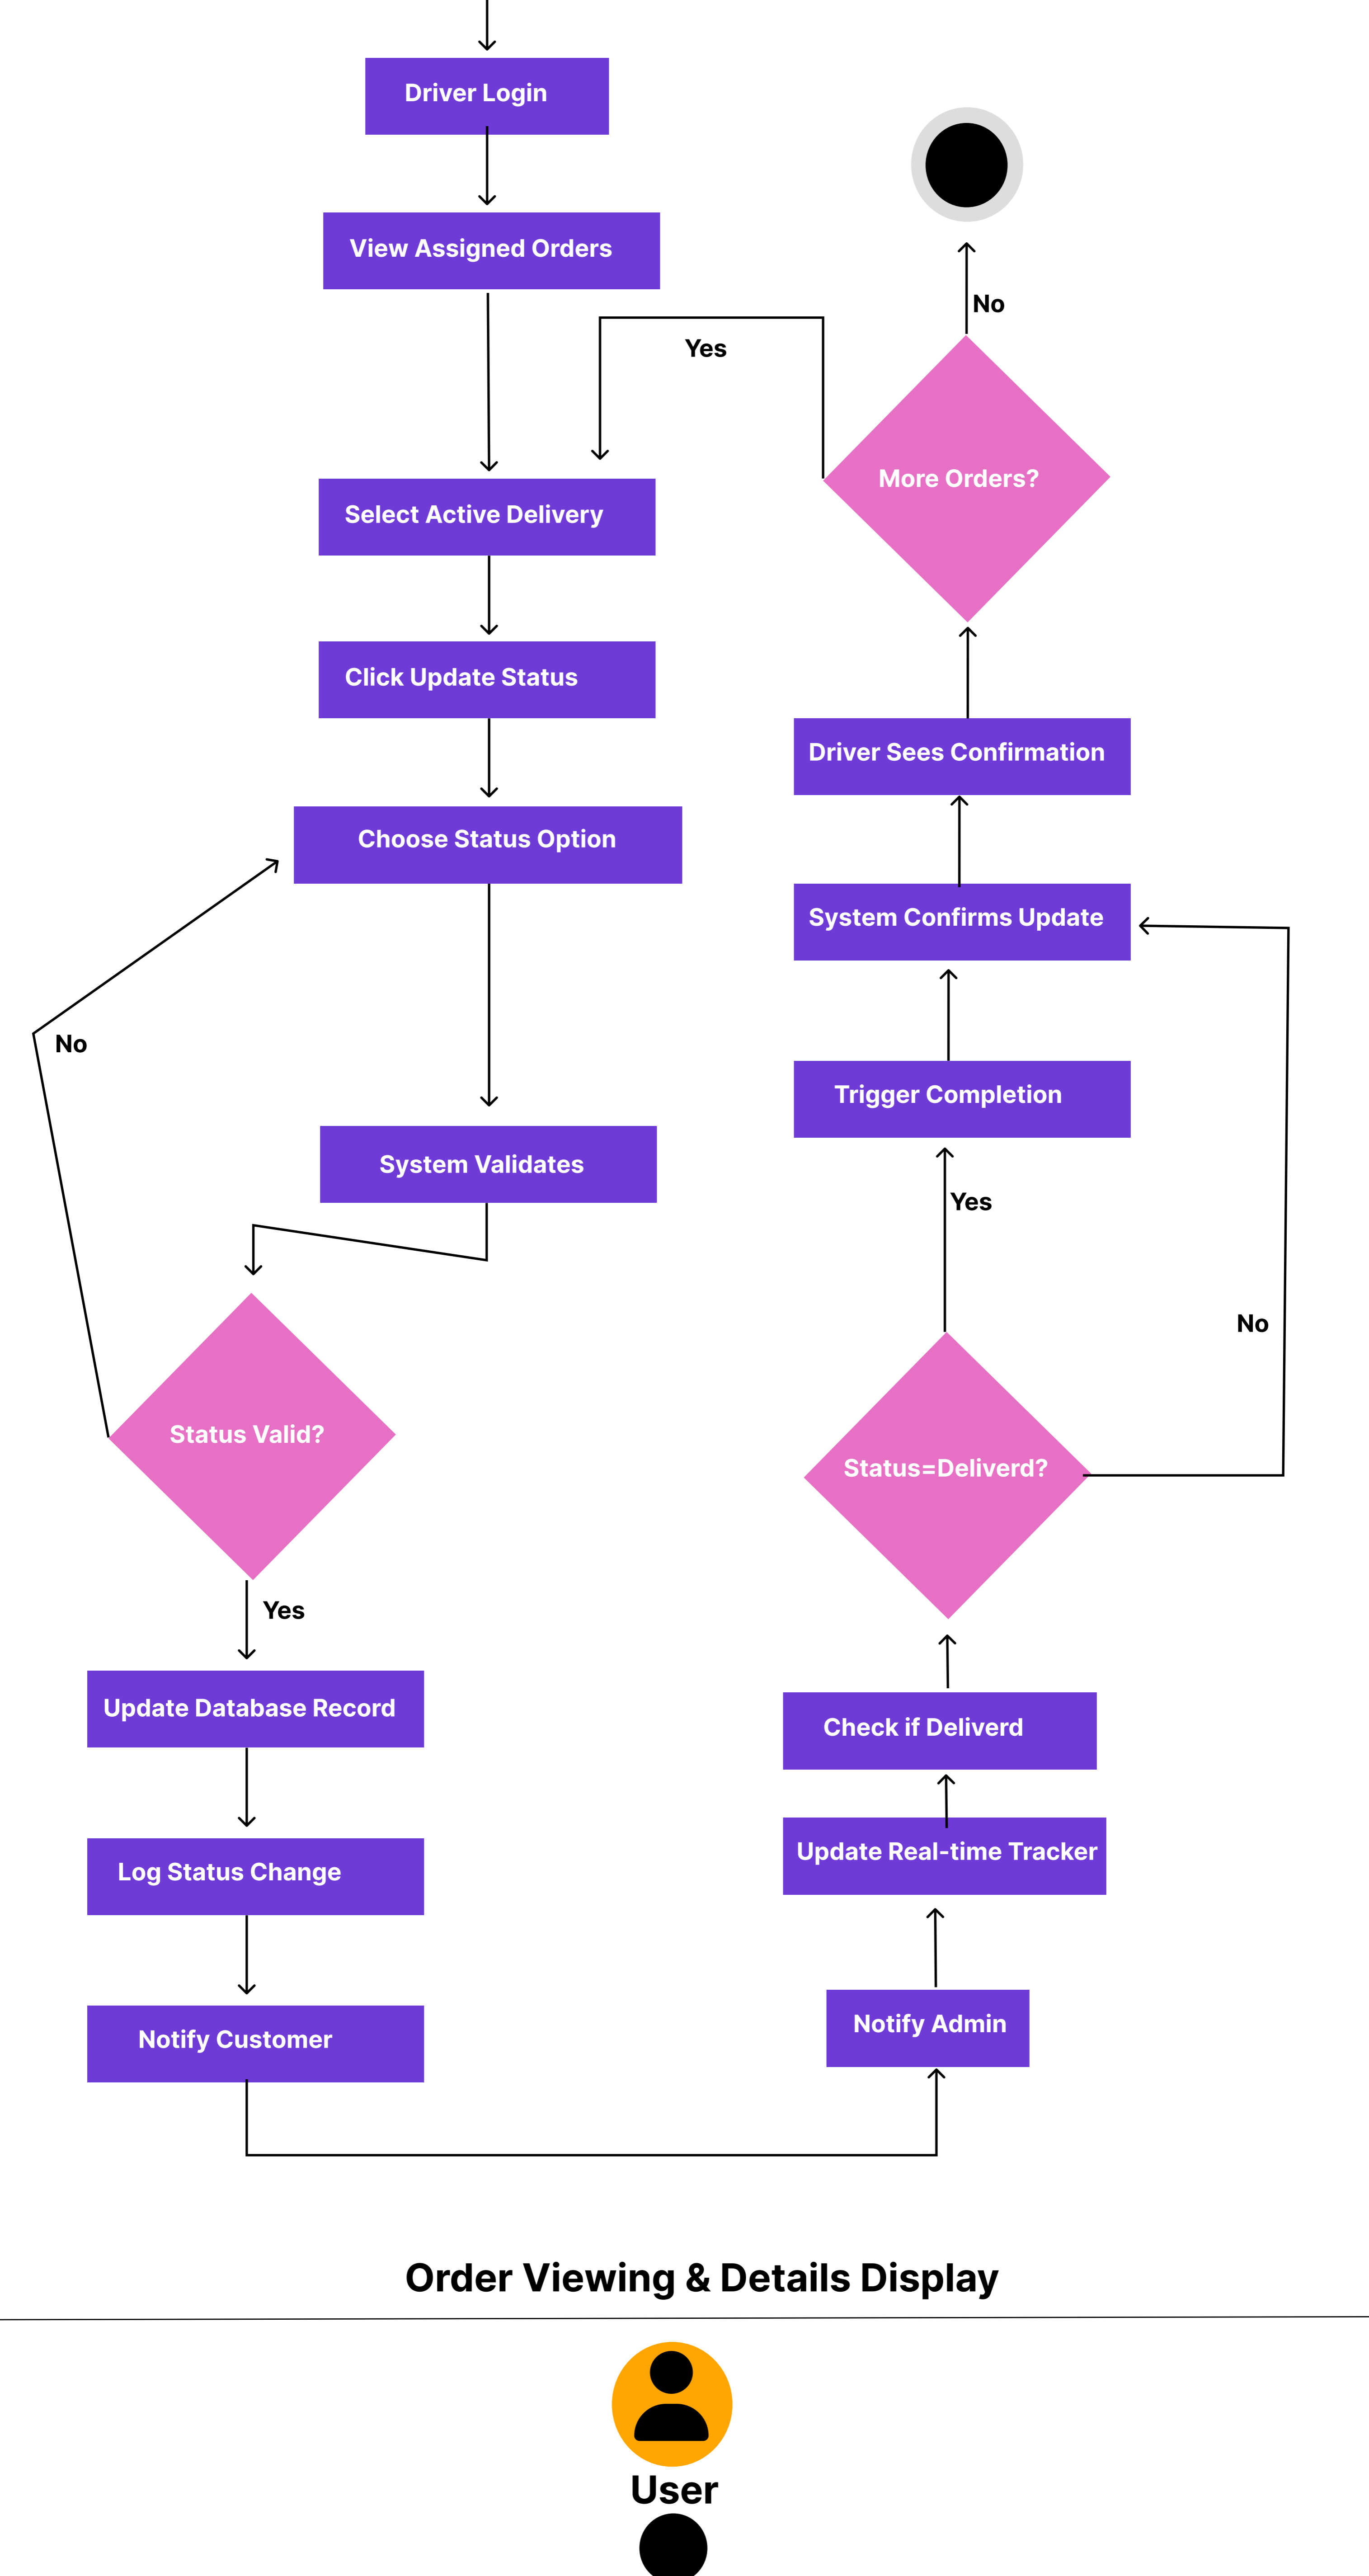 Driver Login
View Assigned Orders
No
Yes
More Orders?
Select Active Delivery
Click Update Status
Driver Sees Confirmation
Choose Status Option
System Confirms Update
No
Trigger Completion
System Validates
Yes
No
Status Valid?
Status=Deliverd?
Yes
Update Database Record
Check if Deliverd
Update Real-time Tracker
Log Status Change
Notify Admin
Notify Customer
Order Viewing & Details Display
User